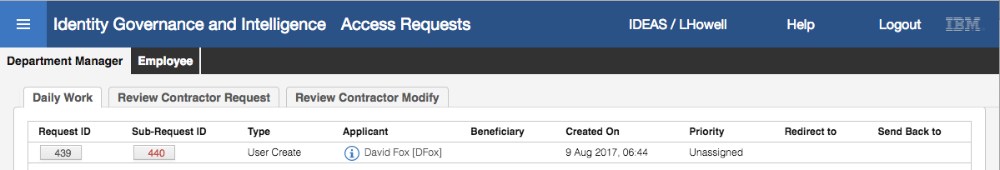 Identity Governance and Intelligence Access Requests IDEAS / LHowell Help Logout IBM
Department Manager Employee
Daily Work Review Contractor Request Review Contractor Modify
Request ID Sub-Request ID Type Applicant Beneficiary Created On Priority Redirect to Send Back to
439 440 User Create David Fox [DFox] 9 Aug 2017, 06:44 Unassigned